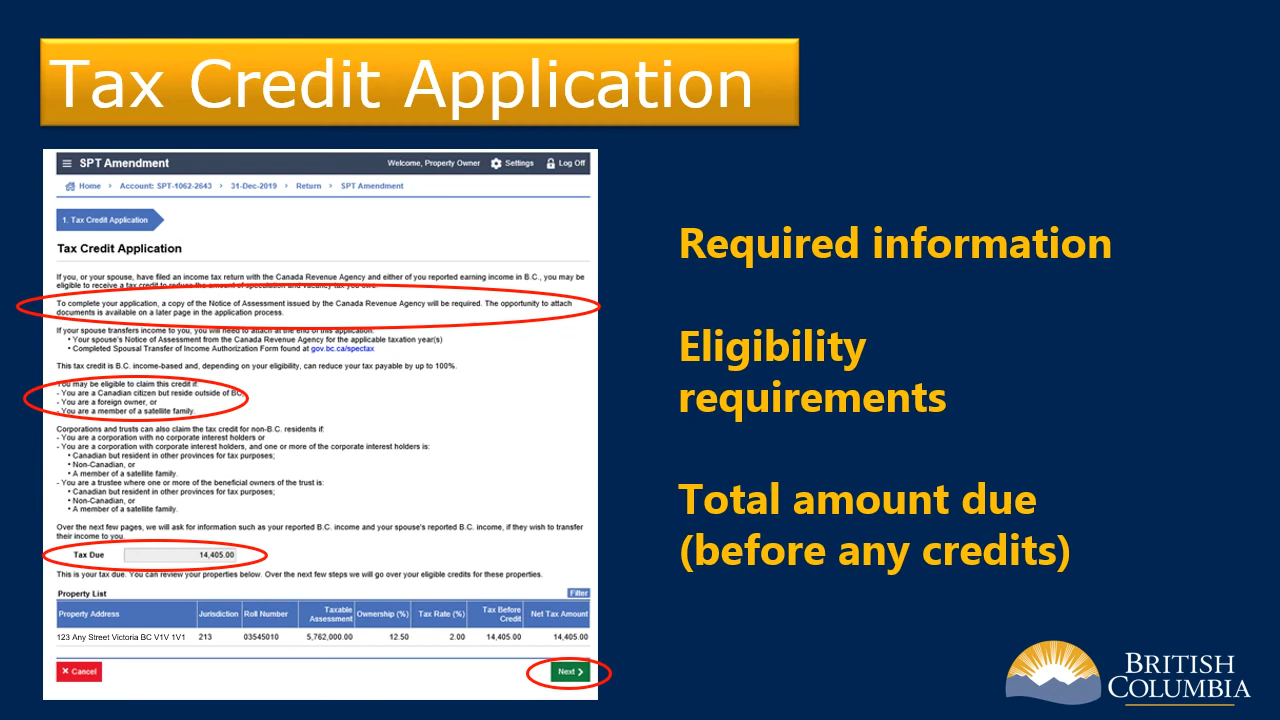 Tax Credit Application
SPT Amendment
Welcome, Property Owner Settings Log Off
Home > Account: SPT-1062-2643 > 31-Dec-2019 > Return > SPT Amendment
1. Tax Credit Application
Tax Credit Application
If you, or your spouse, have filed an income tax return with the Canada Revenue Agency and either of you reported earning income in B.C., you may be
eligible to receive a tax credit to reduce the amount of speculation and vacancy tax you owe.
To complete your application, a copy of the Notice of Assessment issued by the Canada Revenue Agency will be required. The opportunity to attach
documents is available on a later page in the application process.
If your spouse transfers income to you, you will need to attach at the end of this application:
• Your spouse's Notice of Assessment from the Canada Revenue Agency for the applicable taxation year(s)
• Completed Spousal Transfer of Income Authorization Form found at gov.bc.ca/spectax
This tax credit is B.C. income-based and, depending on your eligibility, can reduce your tax payable by up to 100%.
You may be eligible to claim this credit if:
- You are a Canadian citizen but reside outside of BC,
- You are a foreign owner, or
- You are a member of a satellite family.
Corporations and trusts can also claim the tax credit for non-B.C. residents if:
- You are a corporation with no corporate interest holders or
- You are a corporation with corporate interest holders, and one or more of the corporate interest holders is:
• Canadian but resident in other provinces for tax purposes;
• Non-Canadian, or
• A member of a satellite family.
- You are a trustee where one or more of the beneficial owners of the trust is:
• Canadian but resident in other provinces for tax purposes;
• Non-Canadian, or
• A member of a satellite family.
Over the next few pages, we will ask for information such as your reported B.C. income and your spouse's reported B.C. income, if they wish to transfer
their income to you.
Tax Due 14,405.00
This is your tax due. You can review your properties below. Over the next few steps we will go over your eligible credits for these properties.
Property List Filter
Property Address Jurisdiction Roll Number Taxable Assessment Ownership (%) Tax Rate (%) Tax Before Credit Net Tax Amount
123 Any Street Victoria BC V1V 1V1 213 03545010 5,762,000.00 12.50 2.00 14,405.00 14,405.00
Cancel
Next
Required information
Eligibility
requirements
Total amount due
(before any credits)
BRITISH
COLUMBIA